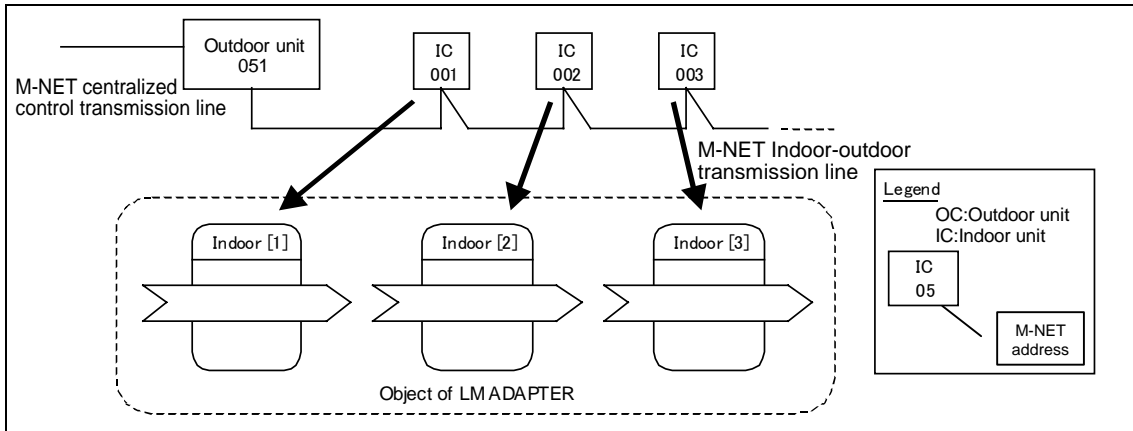 Outdoor unit
051
IC
001
IC
002
IC
003
M-NET centralized
control transmission line
M-NET Indoor-outdoor
transmission line
Indoor [1]
Indoor [2]
Indoor [3]
Object of LM ADAPTER
Legend
OC:Outdoor unit
IC:Indoor unit
IC
05
M-NET
address